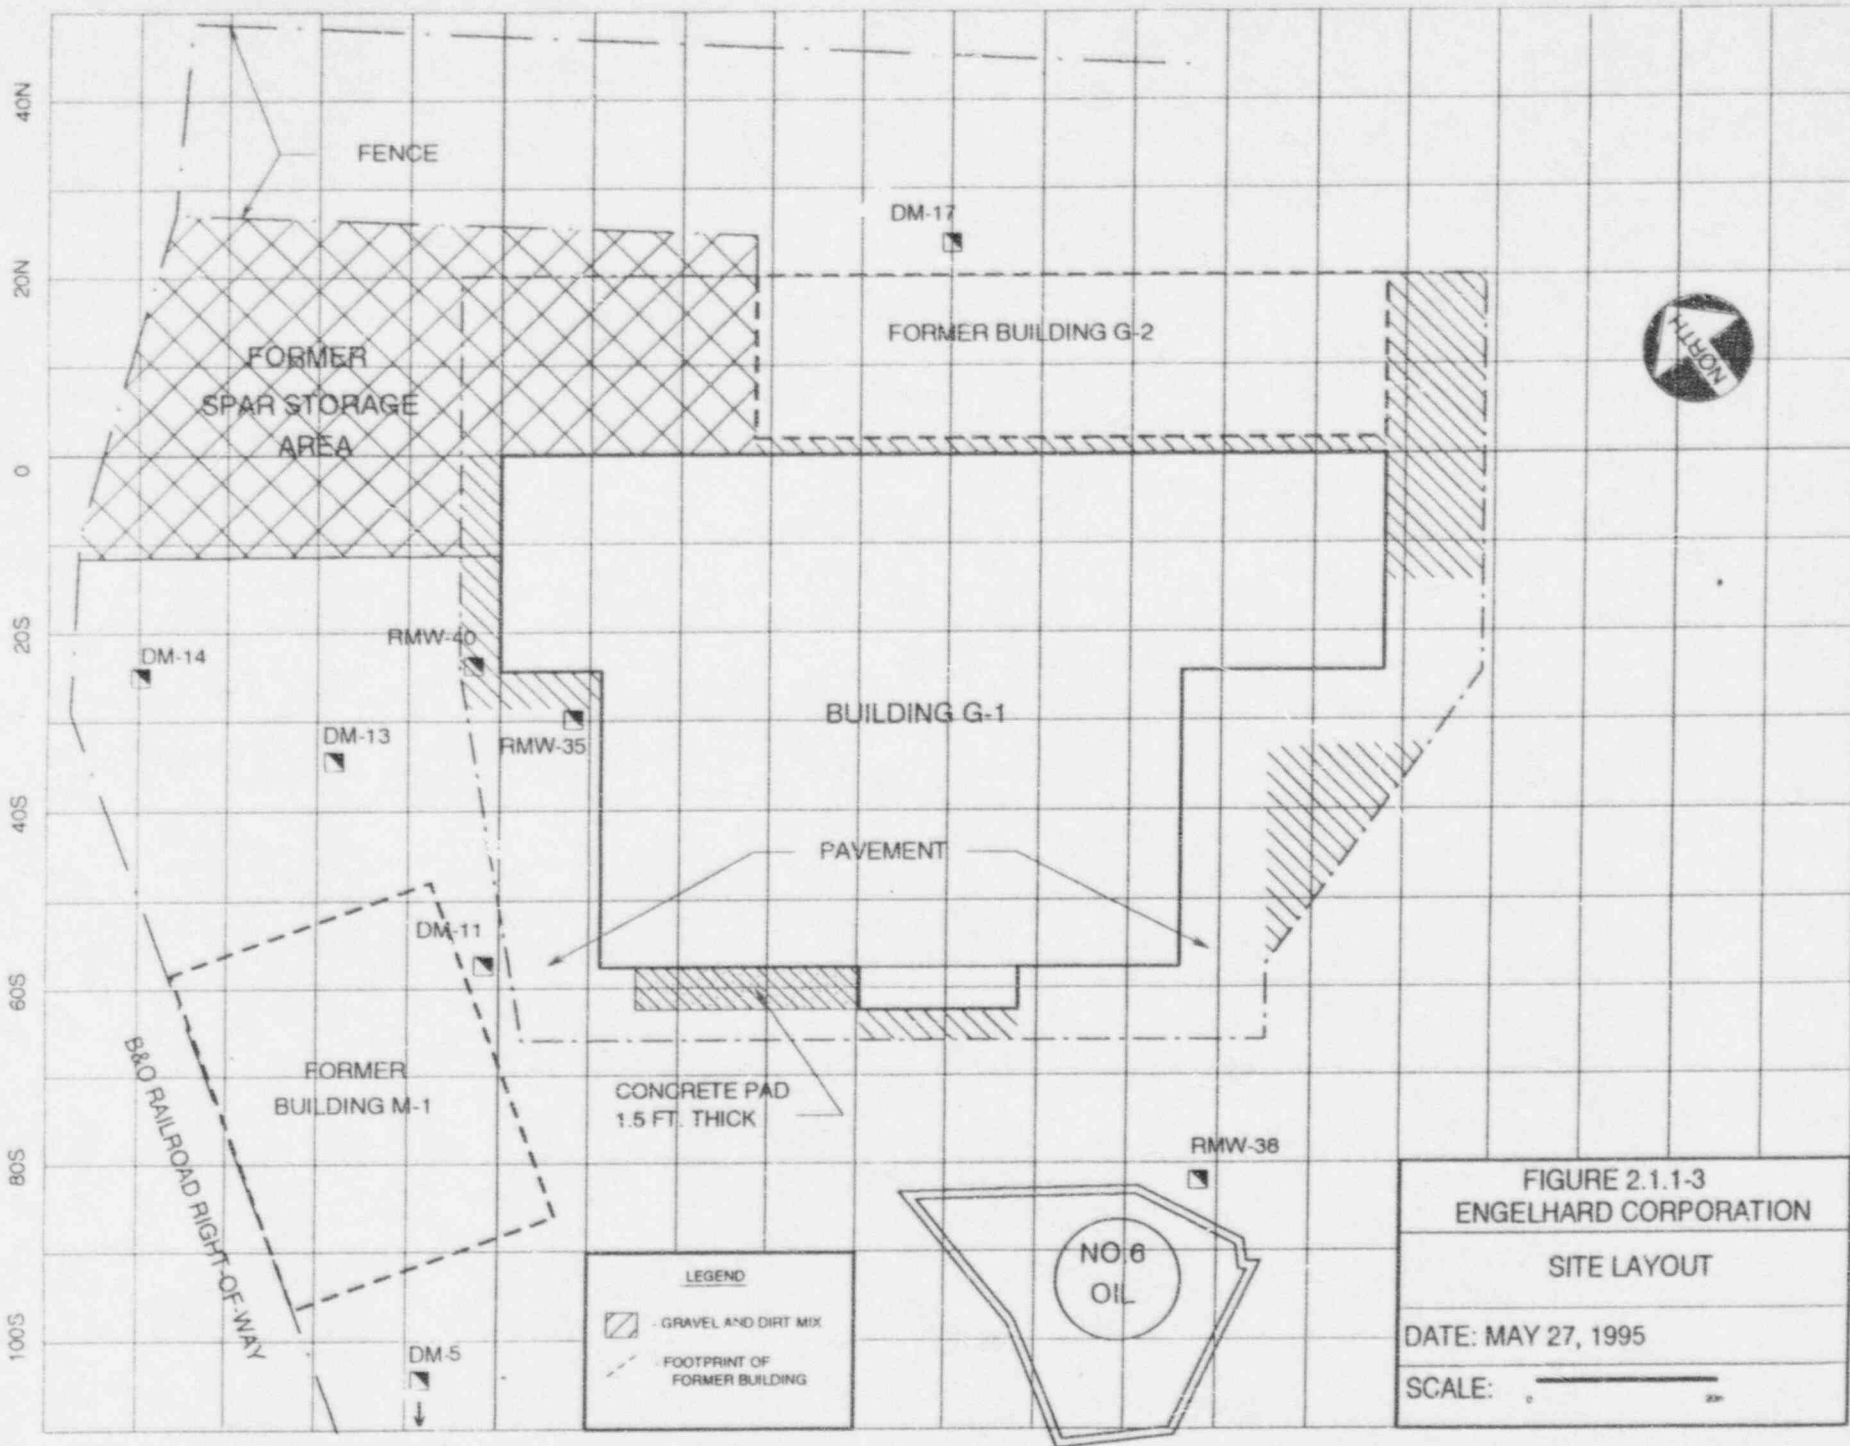 40N
FENCE
DM-17
20N
FORMER BUILDING G-2
NORTH
FORMER
SPAR STORAGE
AREA
0
20S
RMW-40
DM-14
BUILDING G-1
DM-13
RMW-35
40S
PAVEMENT
DM-11
60S
B&O RAILROAD RIGHT-OF-WAY
FORMER
BUILDING M-1
CONCRETE PAD
1.5 FT. THICK
80S
RMW-38
NO.6
OIL
100S
DM-5
LEGEND
- GRAVEL AND DIRT MIX
- FOOTPRINT OF
FORMER BUILDING
FIGURE 2.1.1-3
ENGELHARD CORPORATION
SITE LAYOUT
DATE: MAY 27, 1995
SCALE:
0 20m